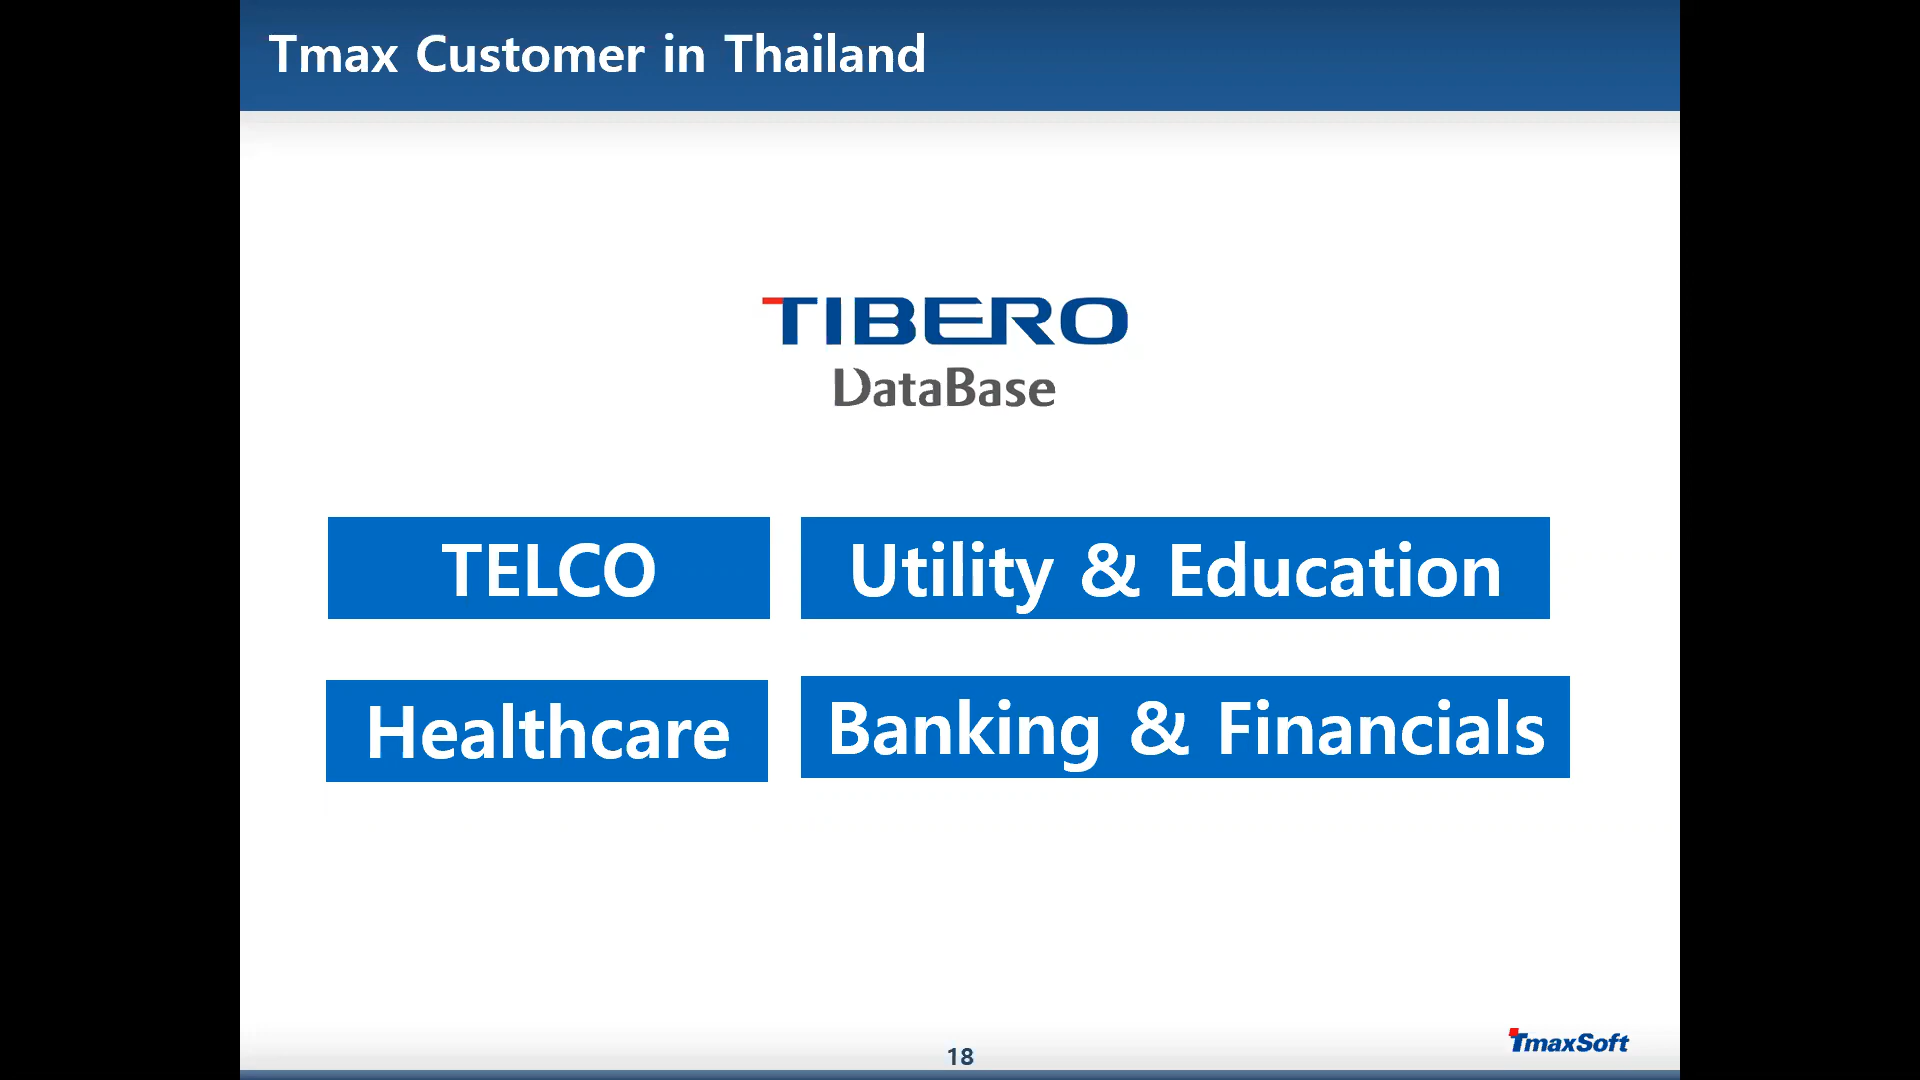 Tmax Customer in Thailand
TIBERO
DataBase
TELCO
Utility & Education
Healthcare
Banking & Financials
18
TmaxSoft